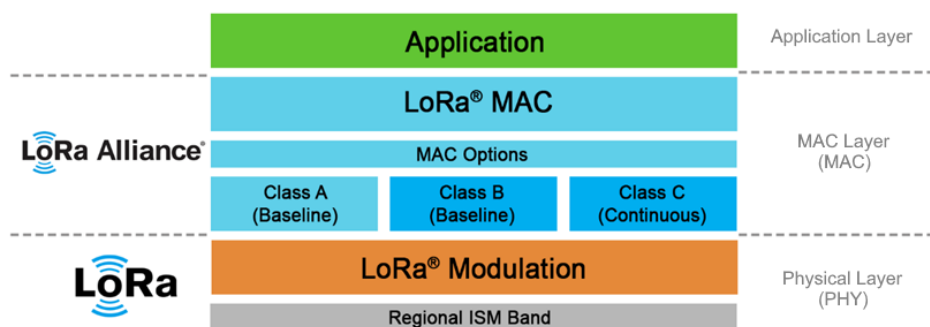 Application
Application Layer
LoRa® MAC
LoRa Alliance®
MAC Layer
(MAC)
MAC Options
Class A
(Baseline)
Class B
(Baseline)
Class C
(Continuous)
LoRa
LoRa® Modulation
Physical Layer
(PHY)
Regional ISM Band